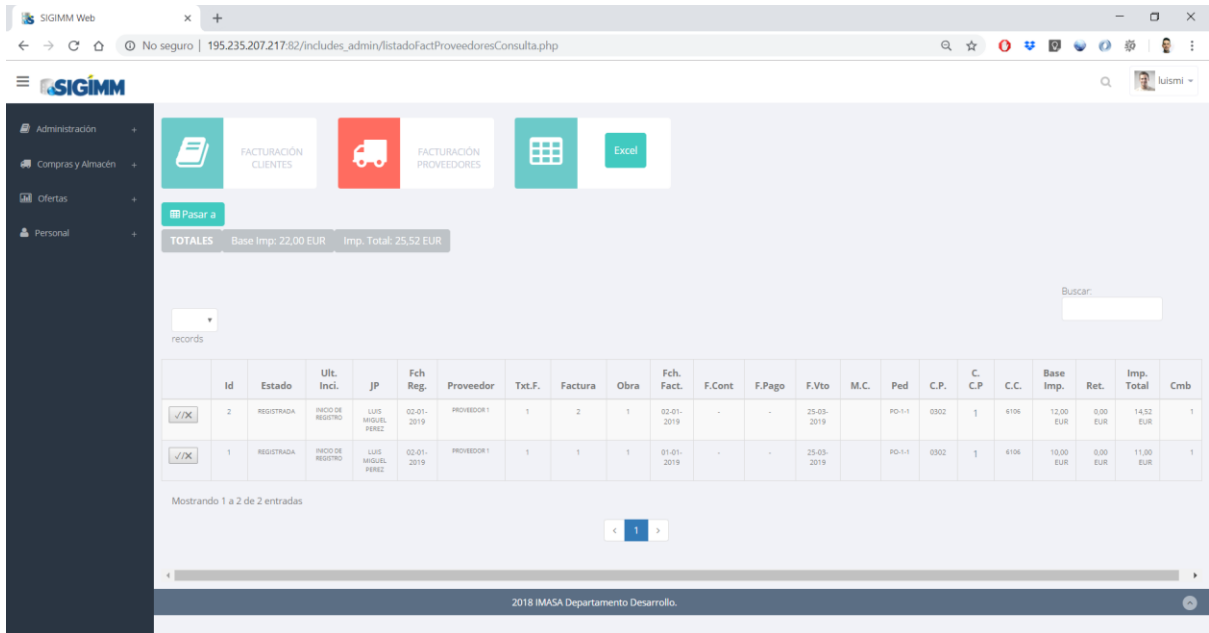 SIGIMM Web
No seguro | 195.235.207.217:82/includes_admin/listadoFactProveedoresConsulta.php
SIGÍMM
luismi
Administración +
Compras y Almacén +
Ofertas +
Personal +
FACTURACIÓN
CLIENTES
FACTURACIÓN
PROVEEDORES
Excel
Pasar a
TOTALES Base Imp: 22,00 EUR Imp. Total: 25,52 EUR
Buscar:
records
Id Estado Ult. Inci. JP Fch Reg. Proveedor Txt.F. Factura Obra Fch. Fact. F.Cont F.Pago F.Vto M.C. Ped C.P. C. C.P C.C. Base Imp. Ret. Imp. Total Cmb
✓/X 2 REGISTRADA INICIO DE REGISTRO LUIS MIGUEL PEREZ 02-01-2019 PROVEEDOR 1 1 2 1 02-01-2019 - - 25-03-2019 PO-1-1 0302 1 6106 12,00 EUR 0,00 EUR 14,52 EUR 1
✓/X 1 REGISTRADA INICIO DE REGISTRO LUIS MIGUEL PEREZ 02-01-2019 PROVEEDOR 1 1 1 1 01-01-2019 - - 25-03-2019 PO-1-1 0302 1 6106 10,00 EUR 0,00 EUR 11,00 EUR 1
Mostrando 1 a 2 de 2 entradas
< 1 >
2018 IMASA Departamento Desarrollo.